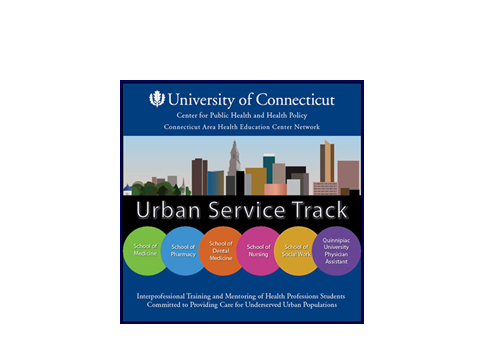 University of Connecticut
Center for Public Health and Health Policy
Connecticut Area Health Education Center Network
Urban Service Track
School of
Medicine
School of
Pharmacy
School of
Dental
Medicine
School of
Nursing
School of
Social Work
Quinnipiac
University
Physician
Assistant
Interprofessional Training and Mentoring of Health Professions Students
Committed to Providing Care for Underserved Urban Populations